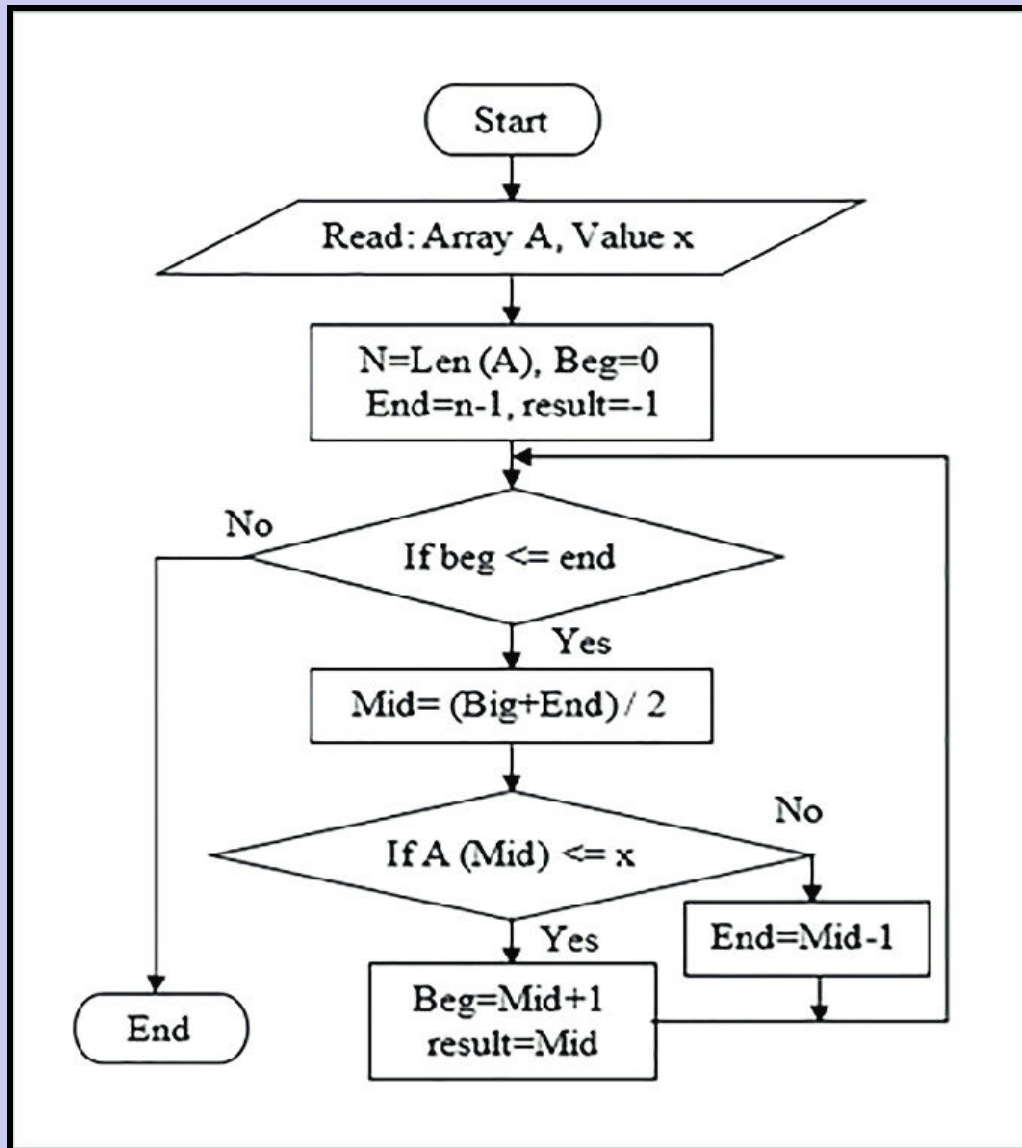 Start
Read: Array A, Value x
N=Len (A), Beg=0
End=n-1, result=-1
If beg <= end
No
Yes
Mid= (Big+End) / 2
If A (Mid) <= x
No
Yes
End=Mid-1
Beg=Mid+1
result=Mid
End